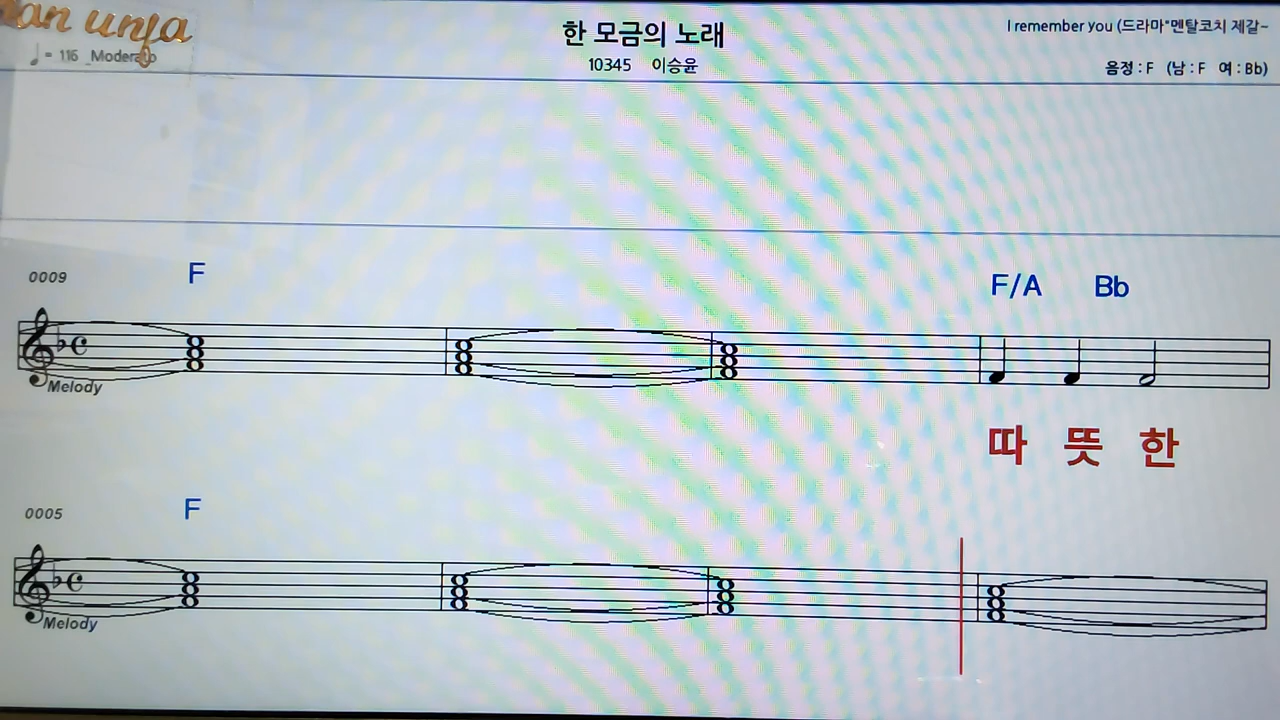 an unja
♩= 116 _Moderato
한 모금의 노래
10345 이승윤
I remember you (드라마"멘탈코치 제갈~
음정 : F (남 : F 여 : Bb)
0009 F F/A Bb
Melody
따 뜻 한
0005 F
Melody